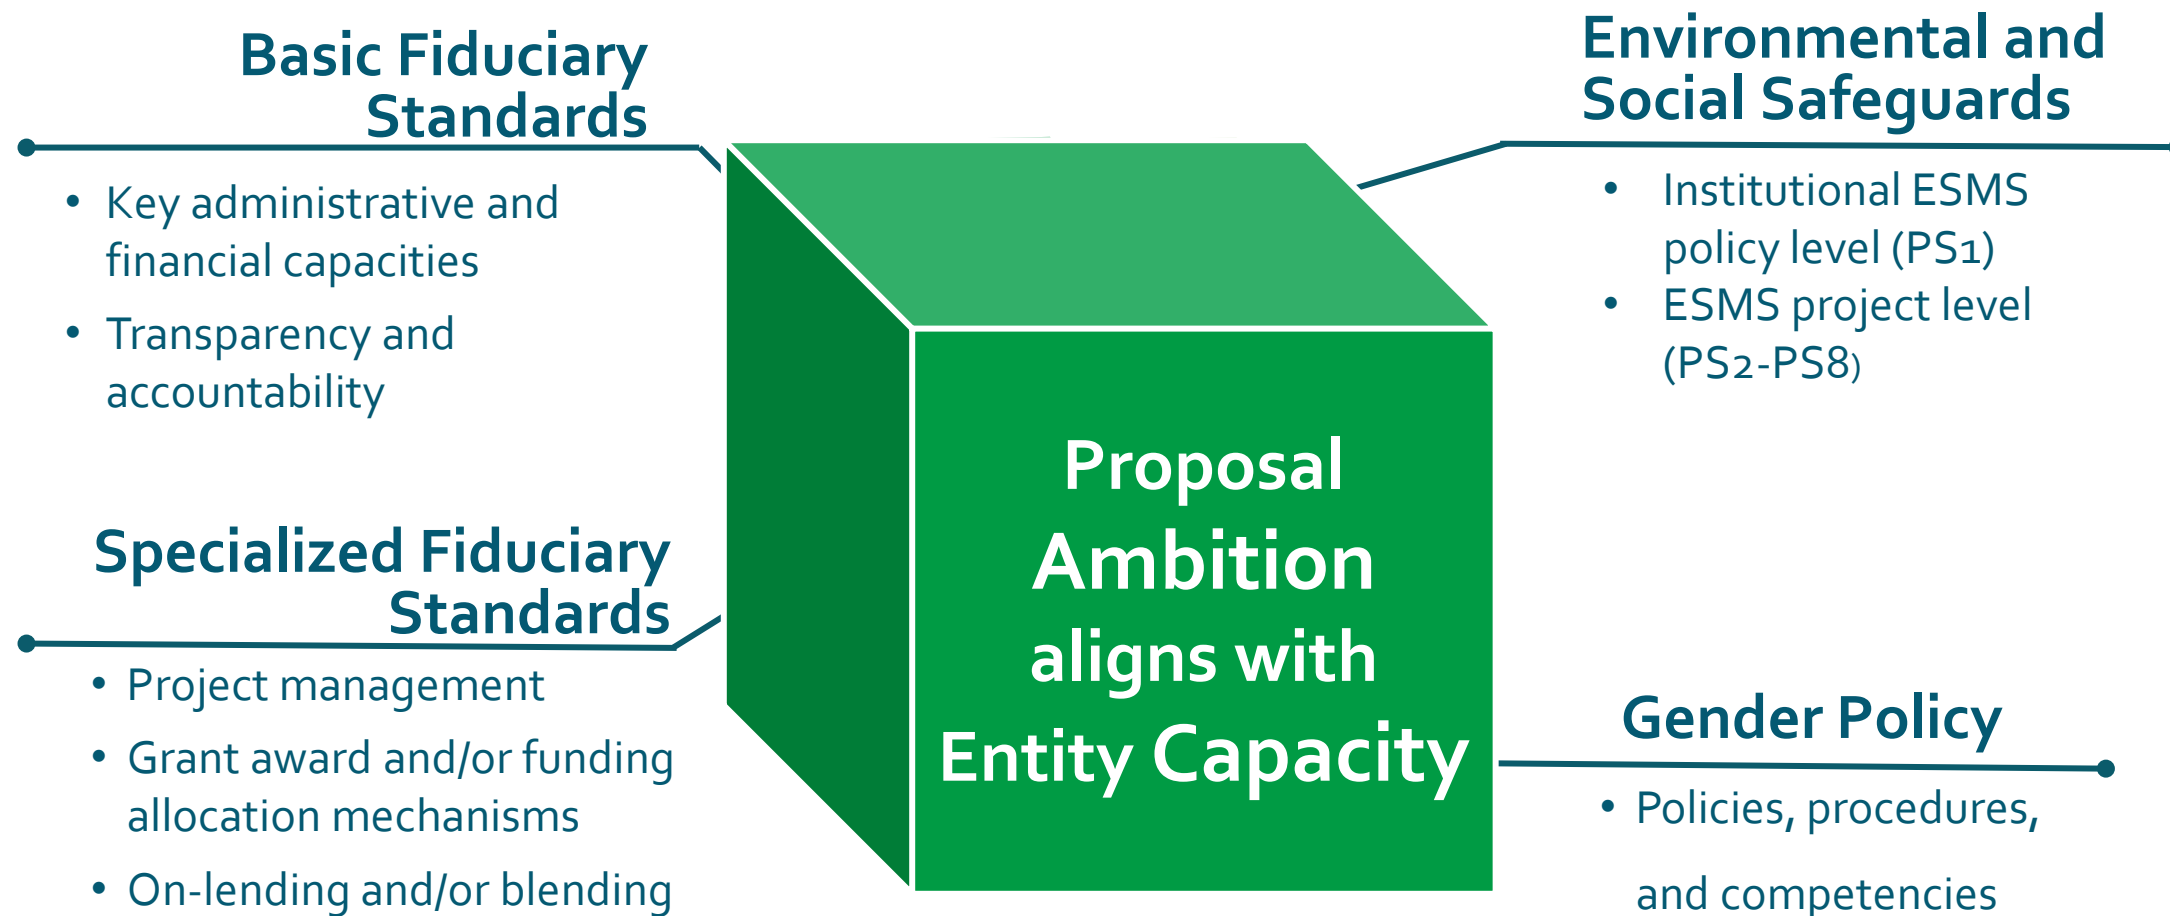 Basic Fiduciary
Standards
• Key administrative and
financial capacities
• Transparency and
accountability
Specialized Fiduciary
Standards
• Project management
• Grant award and/or funding
allocation mechanisms
• On-lending and/or blending
Proposal
Ambition
aligns with
Entity Capacity
Environmental and
Social Safeguards
• Institutional ESMS
policy level (PS1)
• ESMS project level
(PS2-PS8)
Gender Policy
• Policies, procedures,
and competencies